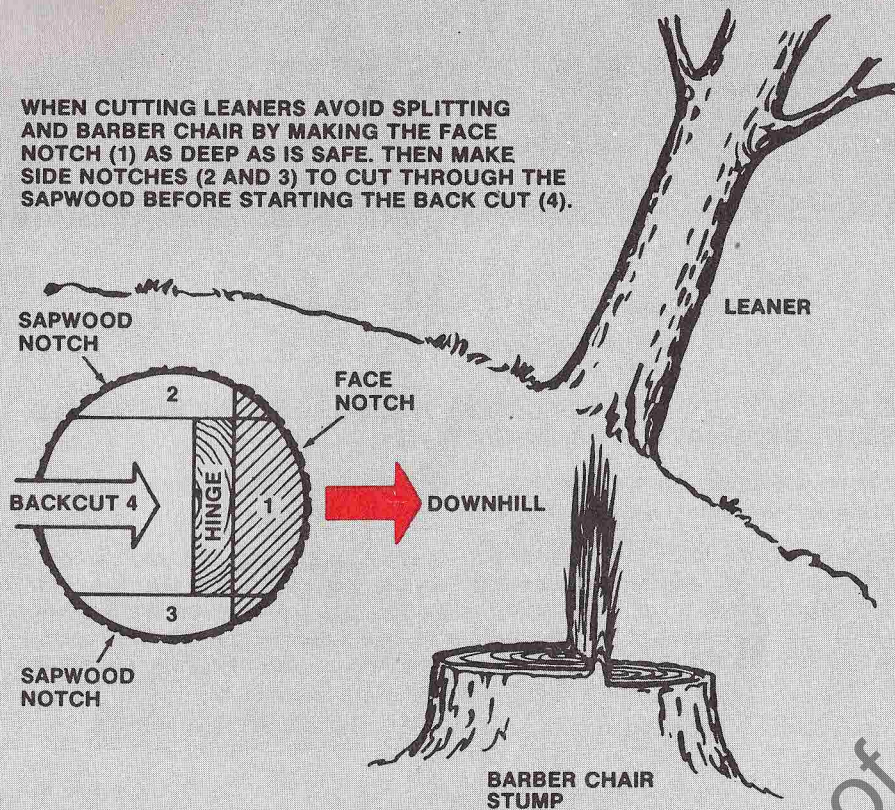 WHEN CUTTING LEANERS AVOID SPLITTING
AND BARBER CHAIR BY MAKING THE FACE
NOTCH (1) AS DEEP AS IS SAFE. THEN MAKE
SIDE NOTCHES (2 AND 3) TO CUT THROUGH THE
SAPWOOD BEFORE STARTING THE BACK CUT (4).
LEANER
SAPWOOD
NOTCH
FACE
NOTCH
2
BACKCUT 4
HINGE
1
DOWNHILL
3
SAPWOOD
NOTCH
BARBER CHAIR
STUMP
of